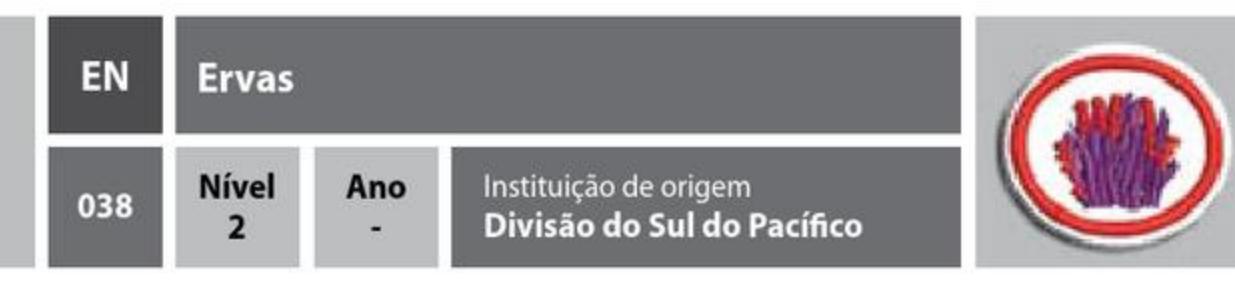 EN
Ervas
038
Nível
2
Ano
-
Instituição de origem
Divisão do Sul do Pacífico